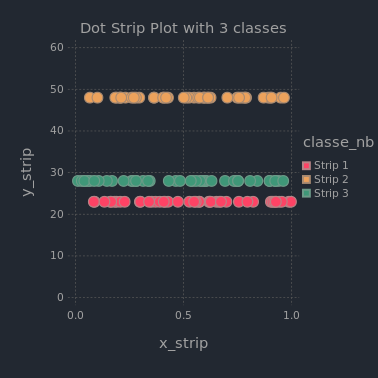 Dot Strip Plot with 3 classes
60
50
40
30
20
10
0
0.0
0.5
1.0
y_strip
x_strip
classe_nb
Strip 1
Strip 2
Strip 3